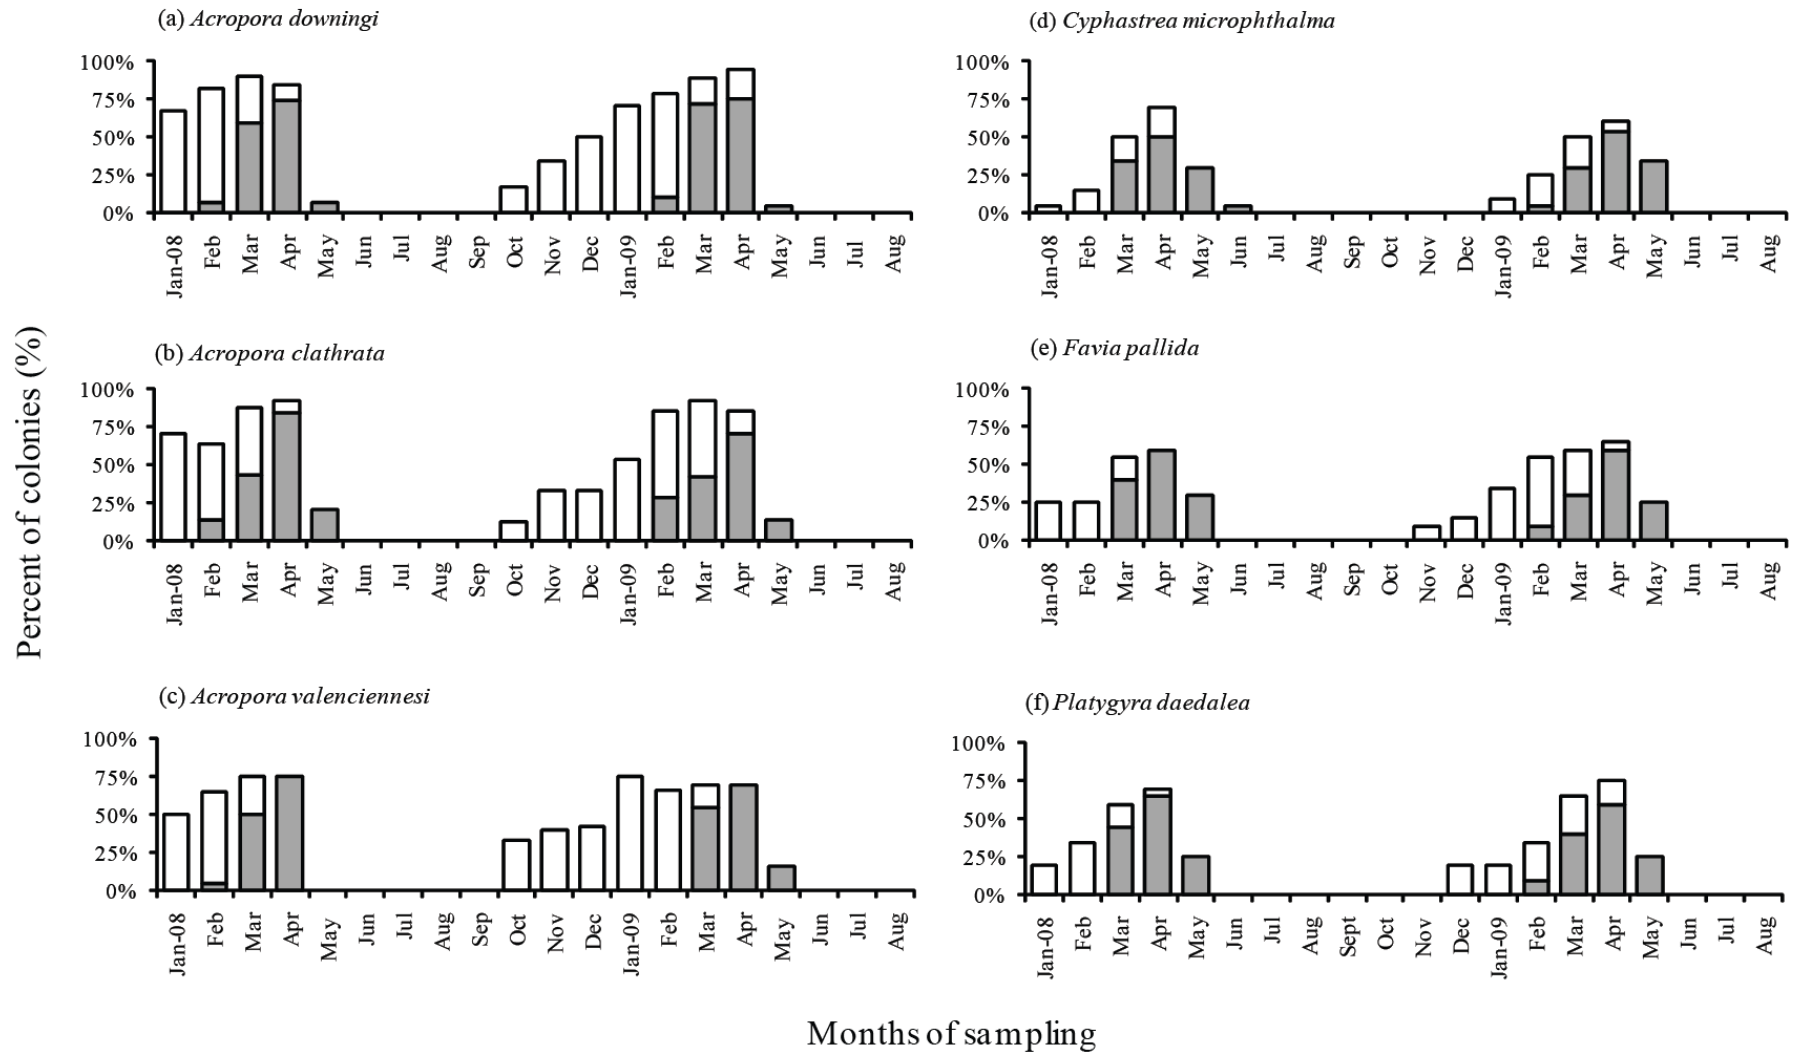 (a) Acropora downingi
100%
75%
50%
25%
0%
Jan-08 Feb Mar Apr May Jun Jul Aug Sep Oct Nov Dec Jan-09 Feb Mar Apr May Jun Jul Aug
(b) Acropora clathrata
100%
75%
50%
25%
0%
Jan-08 Feb Mar Apr May Jun Jul Aug Sep Oct Nov Dec Jan-09 Feb Mar Apr May Jun Jul Aug
(c) Acropora valenciennesi
100%
75%
50%
25%
0%
Jan-08 Feb Mar Apr May Jun Jul Aug Sep Oct Nov Dec Jan-09 Feb Mar Apr May Jun Jul Aug
(d) Cyphastrea microphthalma
100%
75%
50%
25%
0%
Jan-08 Feb Mar Apr May Jun Jul Aug Sep Oct Nov Dec Jan-09 Feb Mar Apr May Jun Jul Aug
(e) Favia pallida
100%
75%
50%
25%
0%
Jan-08 Feb Mar Apr May Jun Jul Aug Sep Oct Nov Dec Jan-09 Feb Mar Apr May Jun Jul Aug
(f) Platygyra daedalea
100%
75%
50%
25%
0%
Jan-08 Feb Mar Apr May Jun Jul Aug Sept Oct Nov Dec Jan-09 Feb Mar Apr May Jun Jul Aug
Percent of colonies (%)
Months of sampling